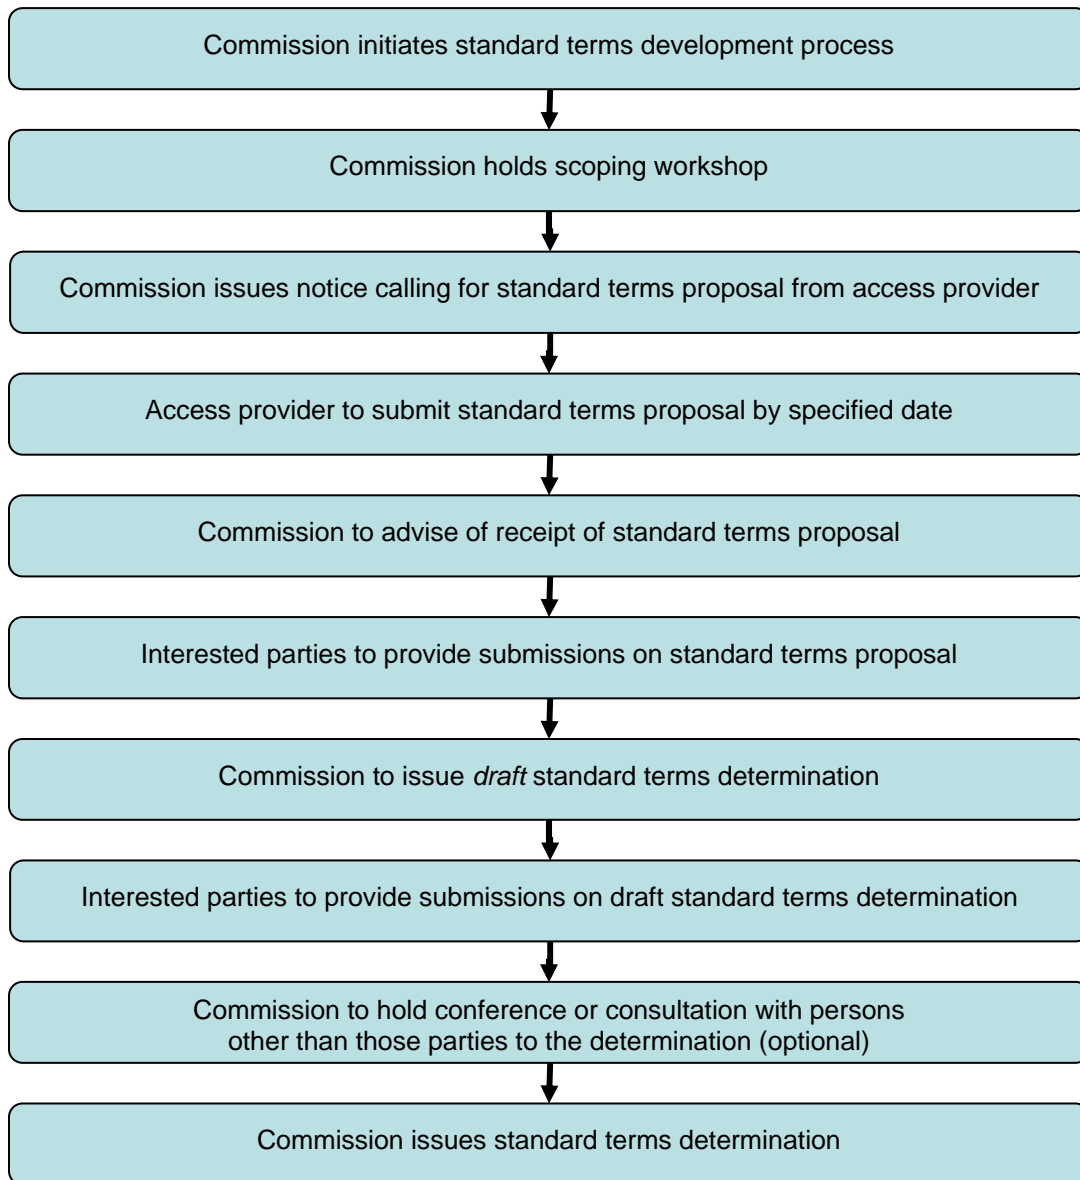 Commission initiates standard terms development process
Commission holds scoping workshop
Commission issues notice calling for standard terms proposal from access provider
Access provider to submit standard terms proposal by specified date
Commission to advise of receipt of standard terms proposal
Interested parties to provide submissions on standard terms proposal
Commission to issue draft standard terms determination
Interested parties to provide submissions on draft standard terms determination
Commission to hold conference or consultation with persons
other than those parties to the determination (optional)
Commission issues standard terms determination